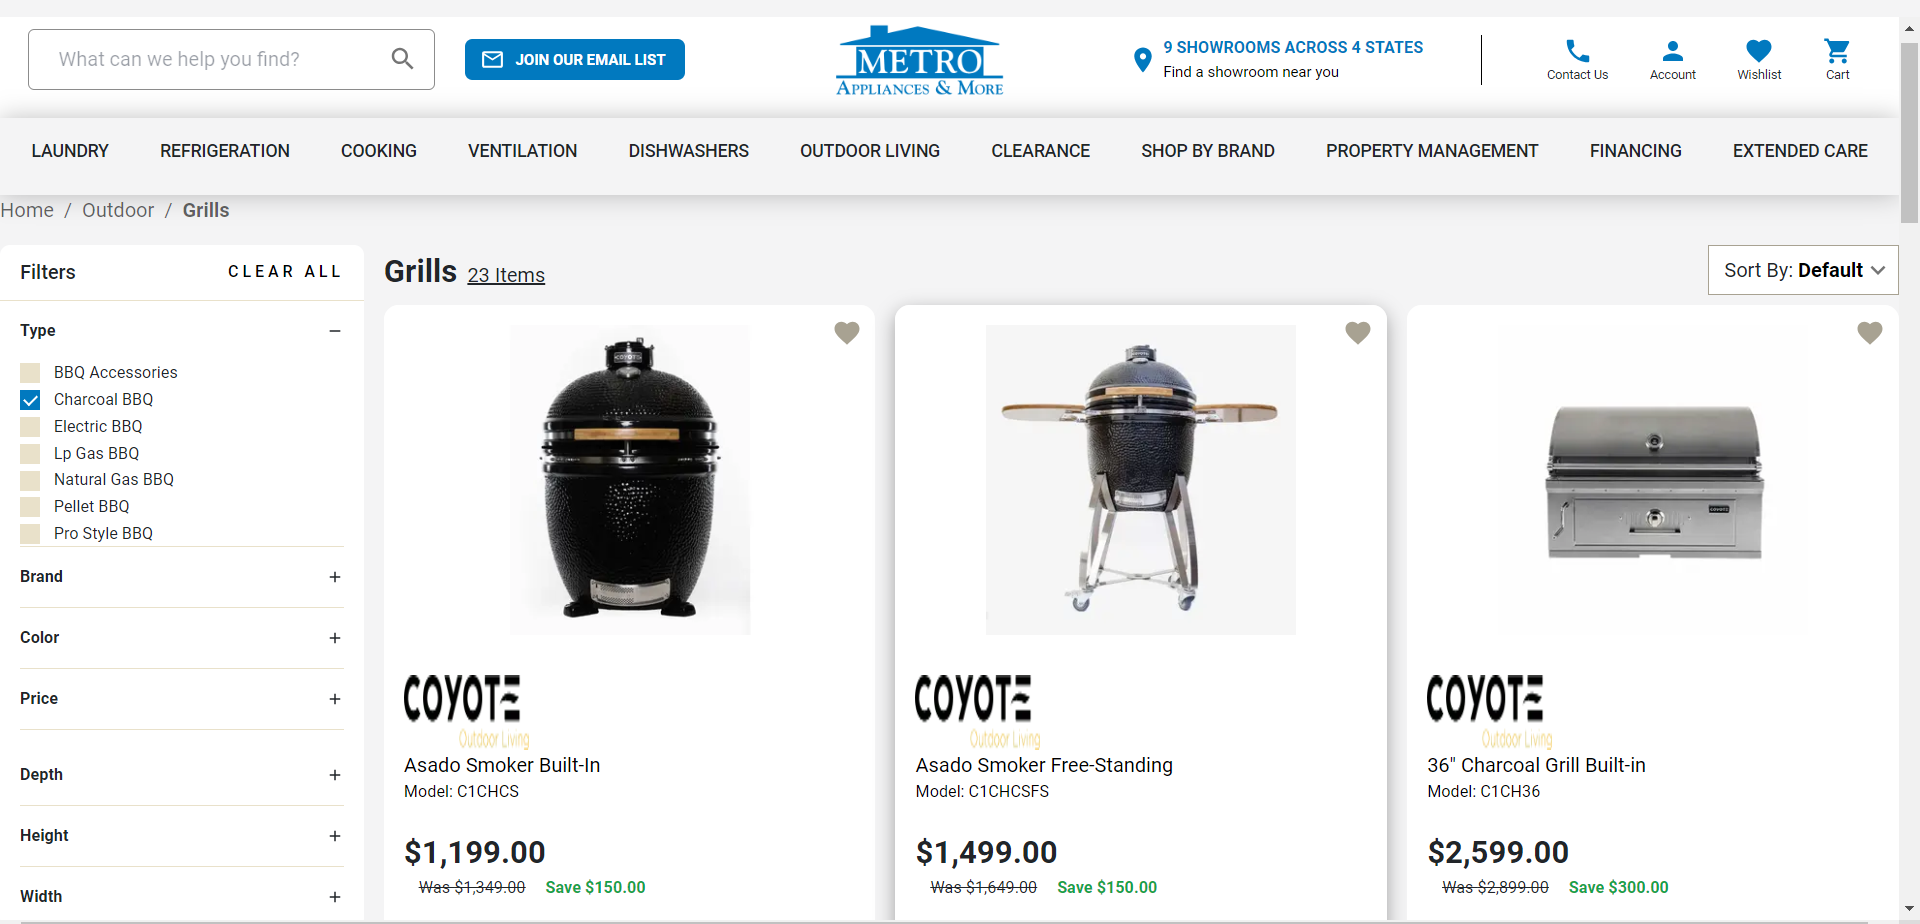 What can we help you find?
JOIN OUR EMAIL LIST
METRO
APPLIANCES & MORE
9 SHOWROOMS ACROSS 4 STATES
Find a showroom near you
Contact Us
Account
Wishlist
Cart
LAUNDRY
REFRIGERATION
COOKING
VENTILATION
DISHWASHERS
OUTDOOR LIVING
CLEARANCE
SHOP BY BRAND
PROPERTY MANAGEMENT
FINANCING
EXTENDED CARE
Home / Outdoor / Grills
Filters
CLEAR ALL
Type
BBQ Accessories
Charcoal BBQ
Electric BBQ
Lp Gas BBQ
Natural Gas BBQ
Pellet BBQ
Pro Style BBQ
Brand
Color
Price
Depth
Height
Width
Grills 23 Items
Sort By: Default
COYOTE
COYOTE
Outdoor Living
Asado Smoker Built-In
Model: C1CHCS
$1,199.00
Was $1,349.00 Save $150.00
COYOTE
COYOTE
Outdoor Living
Asado Smoker Free-Standing
Model: C1CHCSFS
$1,499.00
Was $1,649.00 Save $150.00
COYOTE
COYOTE
Outdoor Living
36" Charcoal Grill Built-in
Model: C1CH36
$2,599.00
Was $2,899.00 Save $300.00